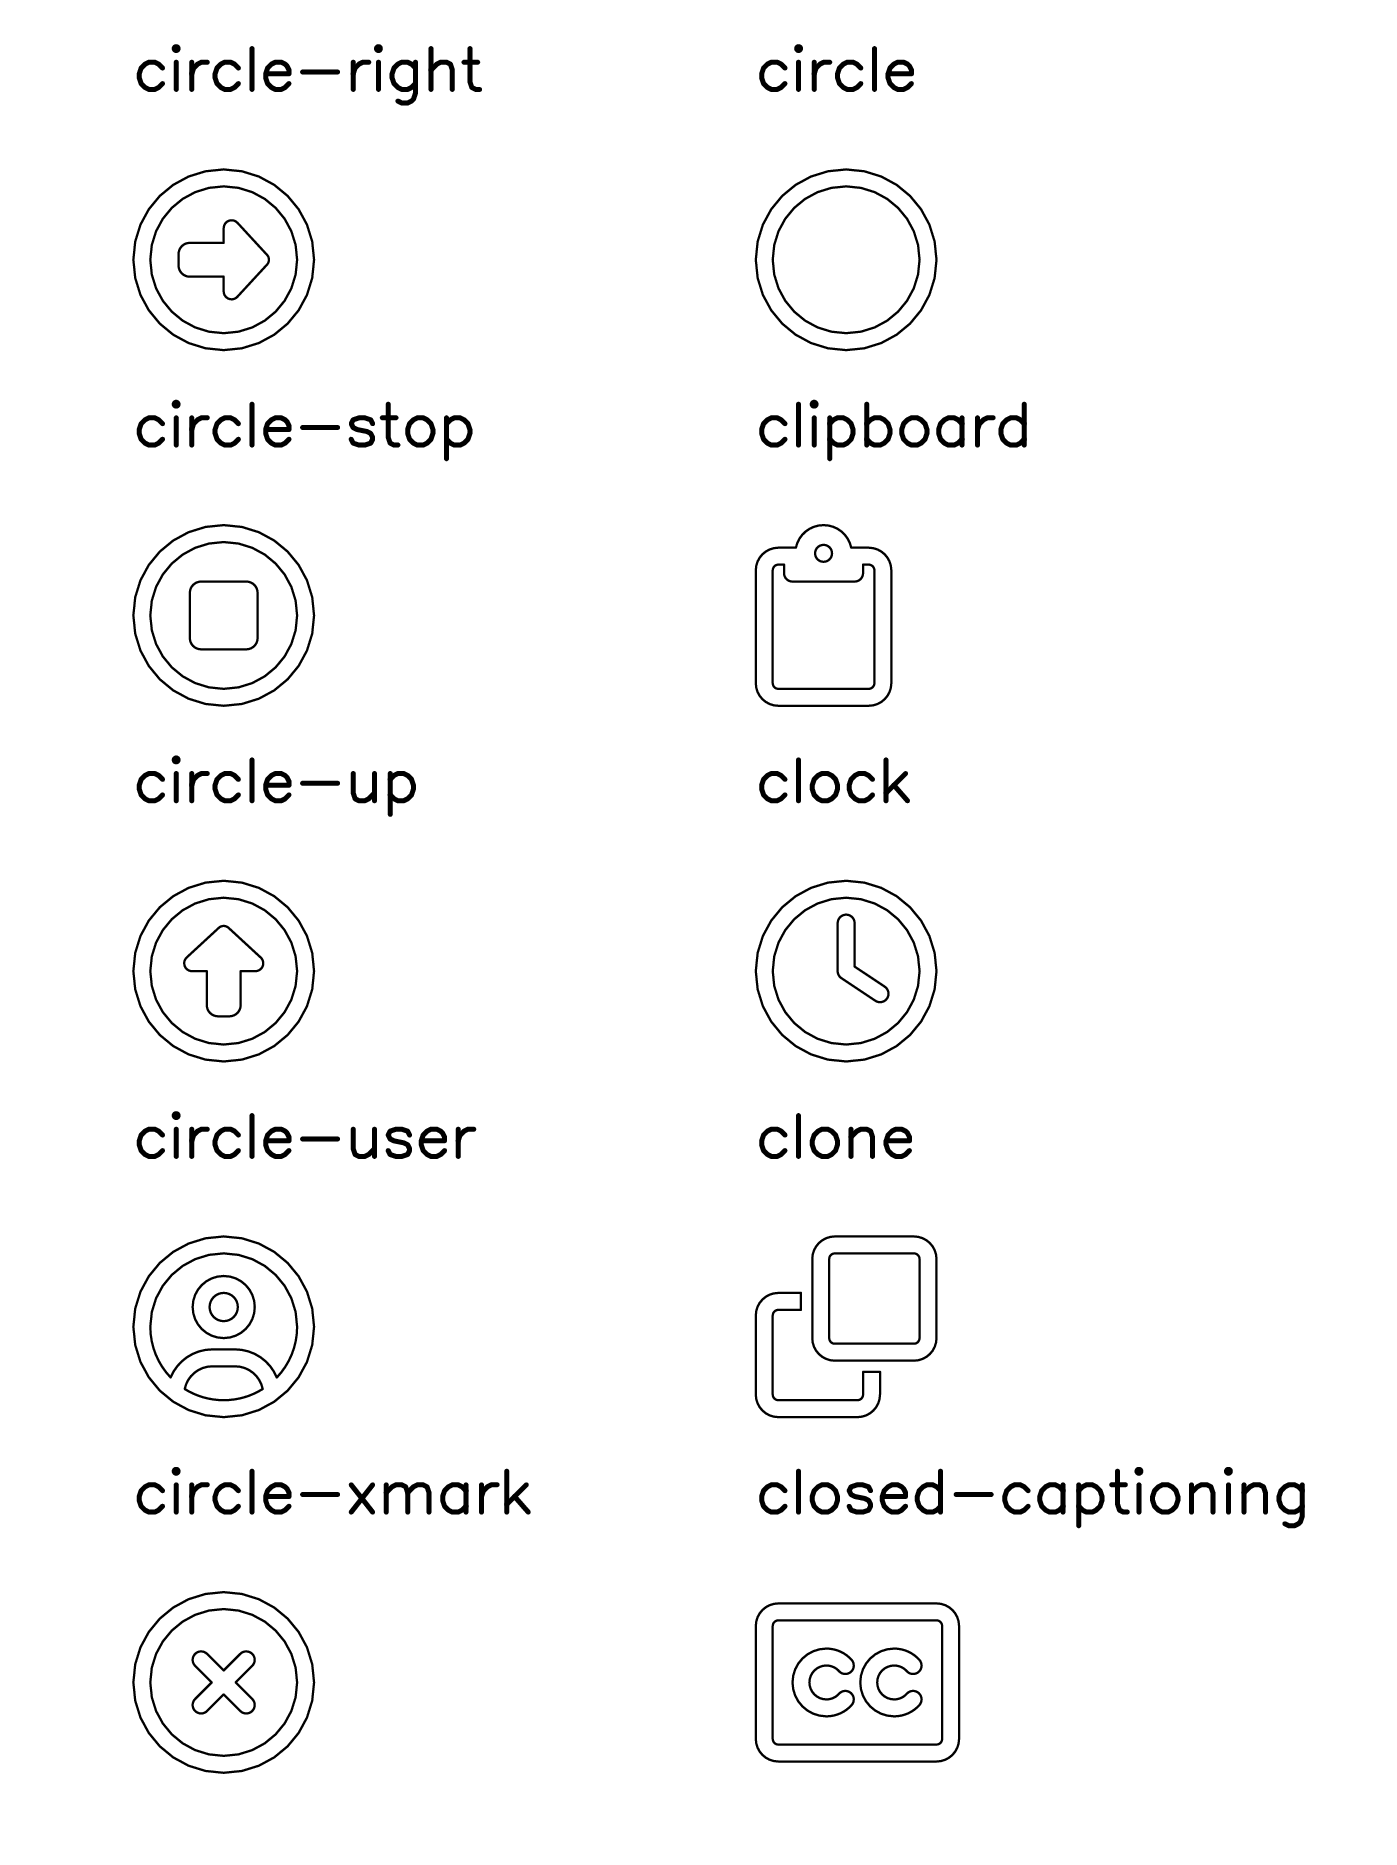 circle-right
circle
circle-stop
clipboard
circle-up
clock
circle-user
clone
circle-xmark
closed-captioning
CC